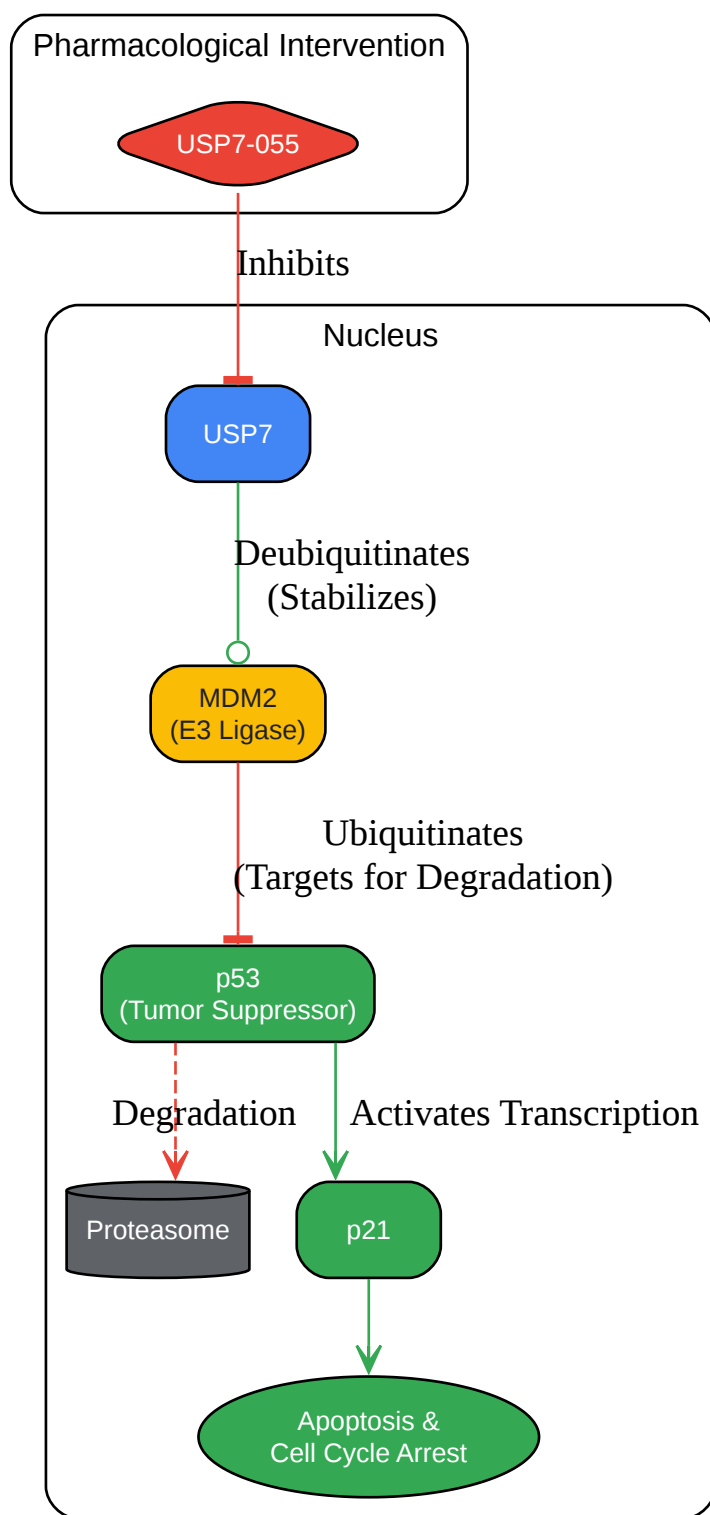 Pharmacological Intervention
USP7-055
Inhibits
Nucleus
USP7
Deubiquitinates
(Stabilizes)
MDM2
(E3 Ligase)
Ubiquitinates
(Targets for Degradation)
p53
(Tumor Suppressor)
Degradation
Activates Transcription
Proteasome
p21
Apoptosis &
Cell Cycle Arrest